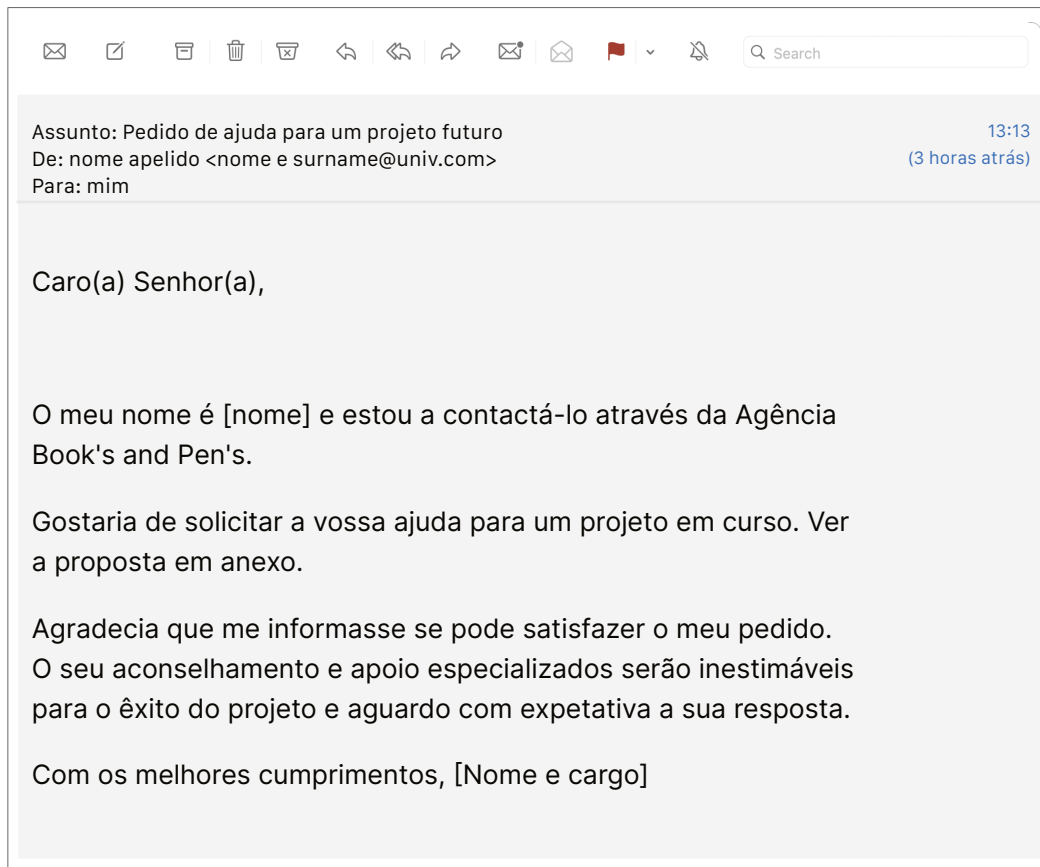 Search
Assunto: Pedido de ajuda para um projeto futuro
13:13
De: nome apelido <nome e surname@univ.com>
(3 horas atrás)
Para: mim
Caro(a) Senhor(a),
O meu nome é [nome] e estou a contactá-lo através da Agência
Book's and Pen's.
Gostaria de solicitar a vossa ajuda para um projeto em curso. Ver
a proposta em anexo.
Agradecia que me informasse se pode satisfazer o meu pedido.
O seu aconselhamento e apoio especializados serão inestimáveis
para o êxito do projeto e aguardo com expetativa a sua resposta.
Com os melhores cumprimentos, [Nome e cargo]